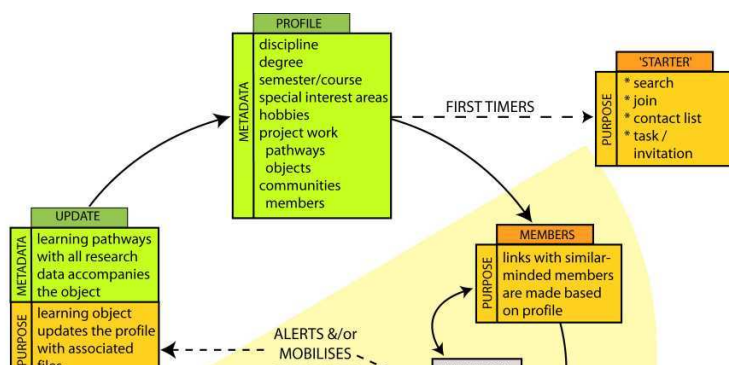 PROFILE
METADATA
discipline
degree
semester/course
special interest areas
hobbies
project work
pathways
objects
communities
members
FIRST TIMERS
'STARTER'
PURPOSE
* search
* join
* contact list
* task /
invitation
UPDATE
METADATA
learning pathways
with all research
data accompanies
the object
PURPOSE
learning object
updates the profile
with associated
files
MEMBERS
PURPOSE
links with similar-
minded members
are made based
on profile
ALERTS &/or
MOBILISES